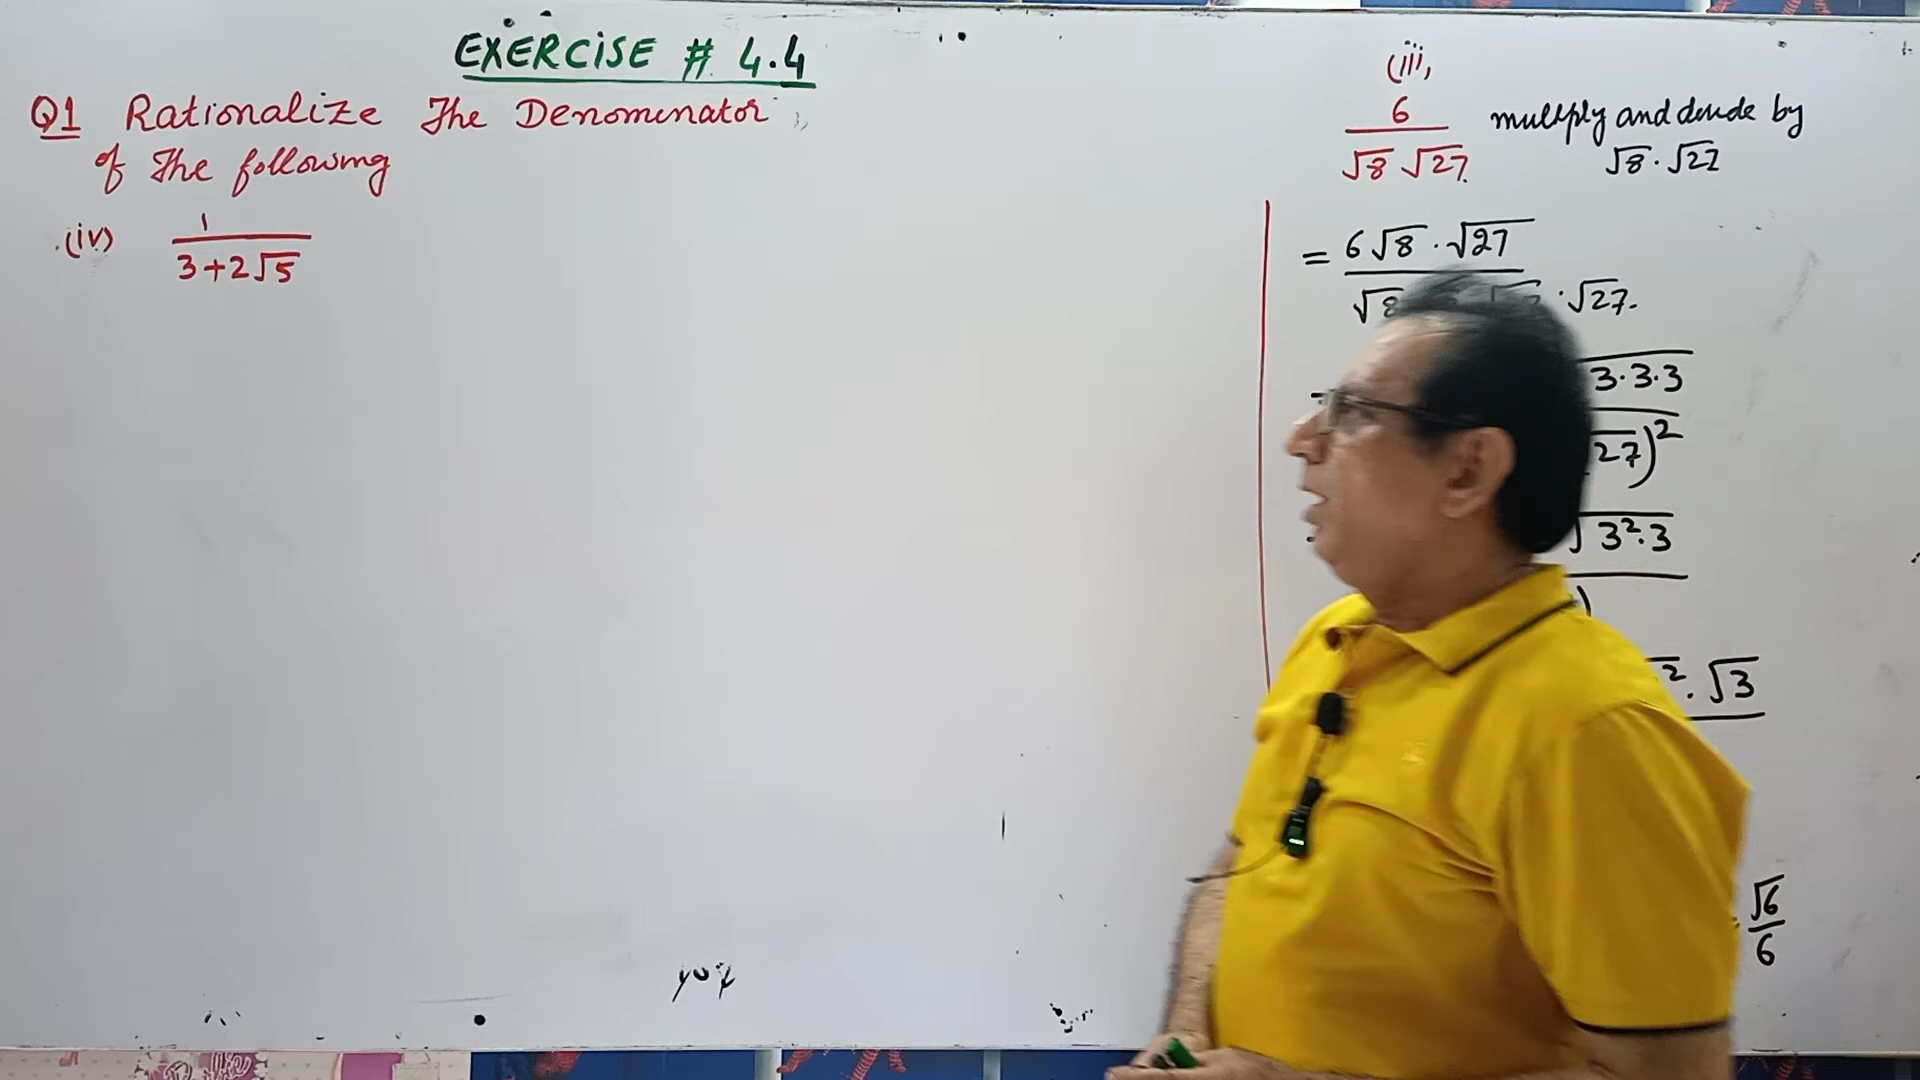 EXERCISE # 4.4
Q1 Rationalize The Denominator
of The following
(iv) 1
3+2√5
(iii)
6
√8 √27
multiply and divide by
√8 · √27
= 6√8 · √27
√8 · √27
3·3·3
27)²
√3²·3
² · √3
√6
6